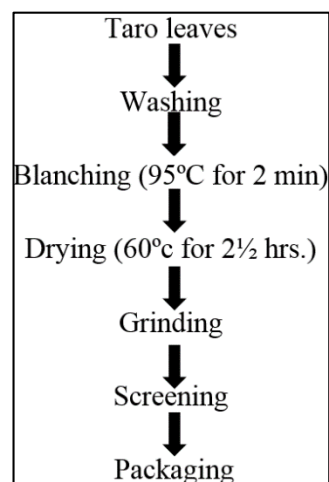 Taro leaves
Washing
Blanching (95ºC for 2 min)
Drying (60ºc for 2½ hrs.)
Grinding
Screening
Packaging